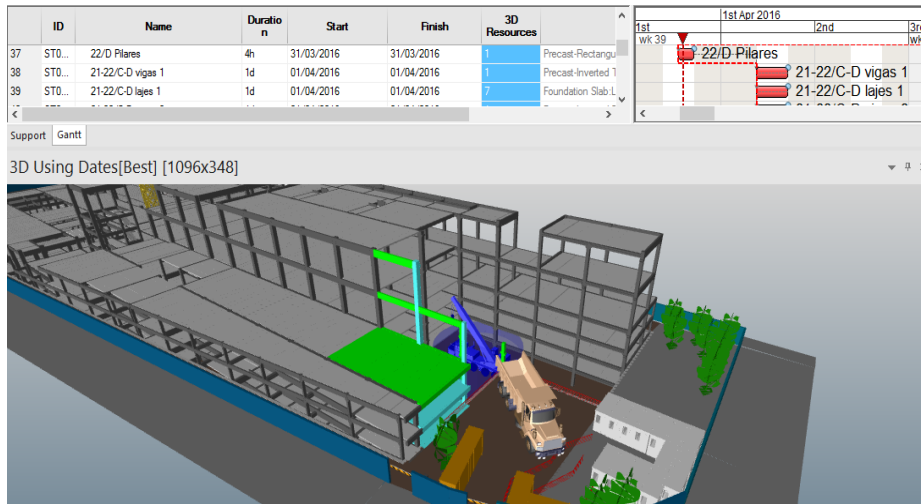 1st Apr 2016
1st 2nd 3r
wk 39 wk
ID Name Duration Start Finish 3D Resources
37 ST0... 22/D Pilares 4h 31/03/2016 31/03/2016 1 Precast-Rectangu
38 ST0... 21-22/C-D vigas 1 1d 01/04/2016 01/04/2016 1 Precast-Inverted T
39 ST0... 21-22/C-D lajes 1 1d 01/04/2016 01/04/2016 7 Foundation Slab:L
22/D Pilares
21-22/C-D vigas 1
21-22/C-D lajes 1
Support Gantt
3D Using Dates[Best] [1096x348]